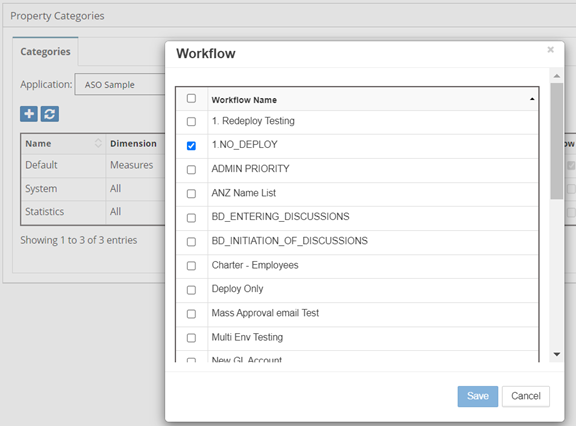 Property Categories
Categories
Application: ASO Sample
Name Dimension
Default Measures
System All
Statistics All
Showing 1 to 3 of 3 entries
Workflow
×
Workflow Name
1. Redeploy Testing
1.NO_DEPLOY
ADMIN PRIORITY
ANZ Name List
BD_ENTERING_DISCUSSIONS
BD_INITIATION_OF_DISCUSSIONS
Charter - Employees
Deploy Only
Mass Approval email Test
Multi Env Testing
New GL Account
Save Cancel